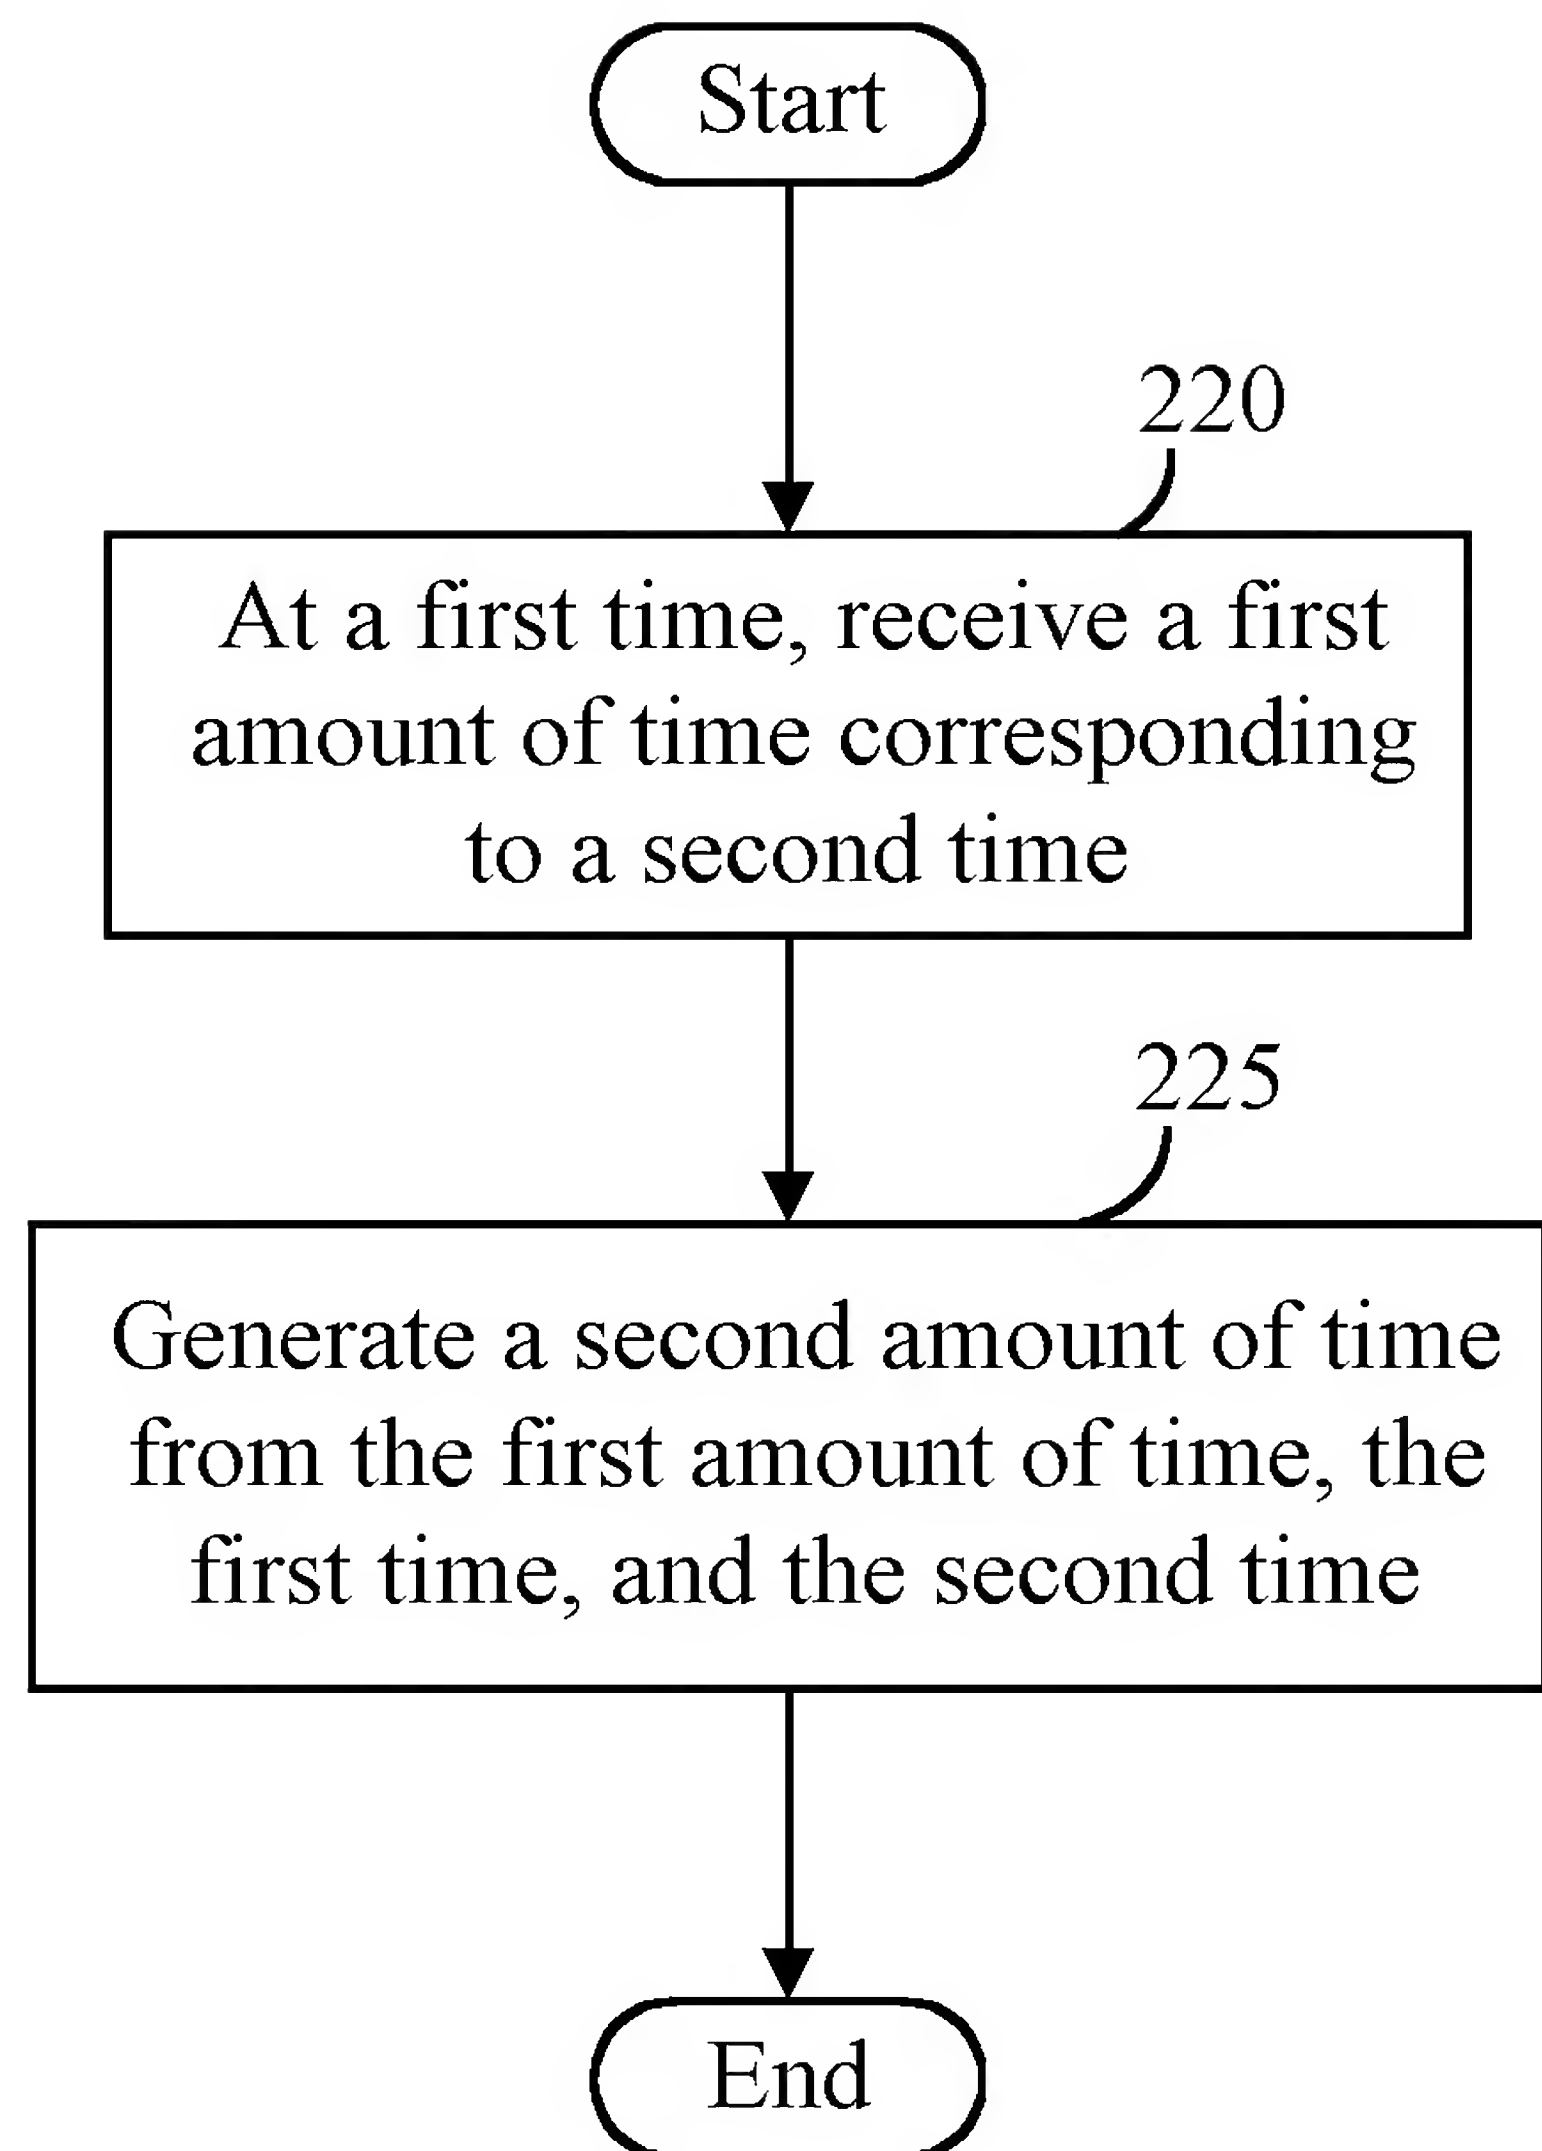 Start
220
At a first time, receive a first
amount of time corresponding
to a second time
225
Generate a second amount of time
from the first amount of time, the
first time, and the second time
End